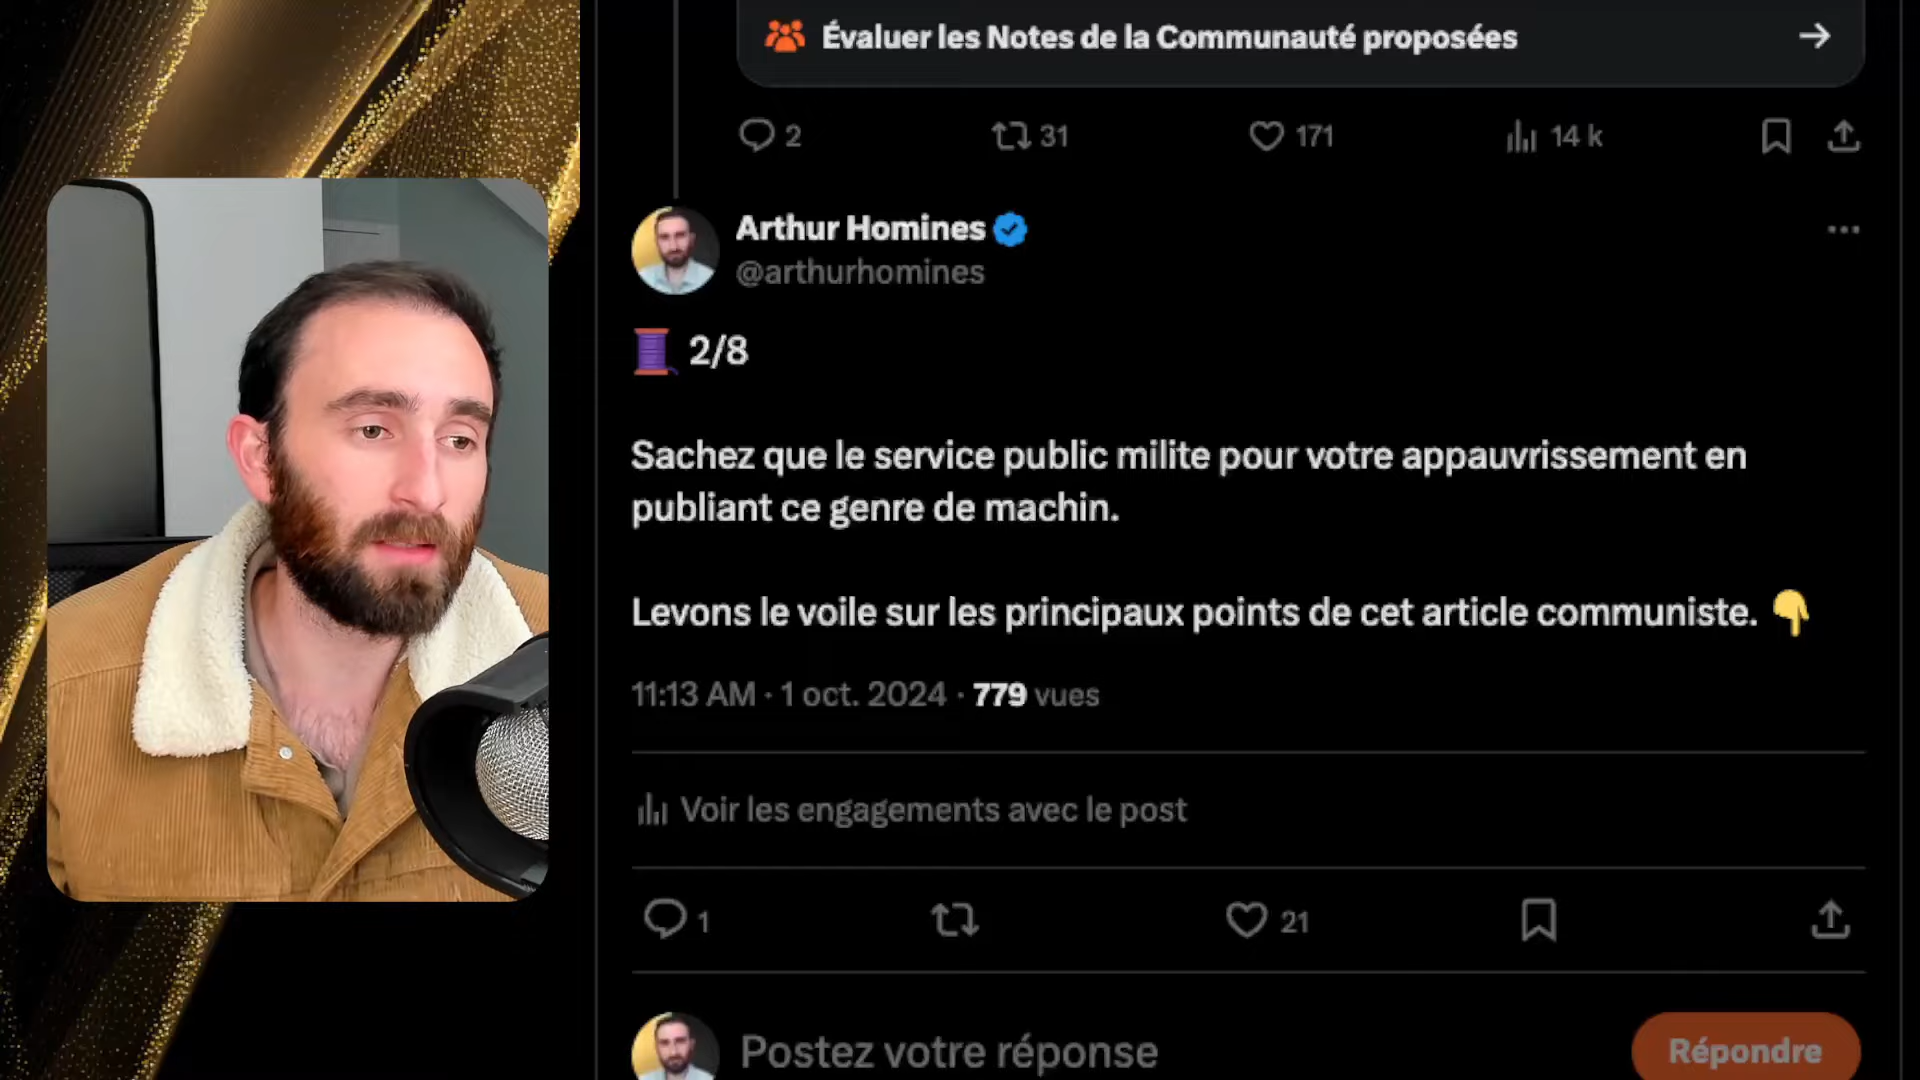 Évaluer les Notes de la Communauté proposées
2 31 171 14 k
Arthur Homines
@arthurhomines
2/8
Sachez que le service public milite pour votre appauvrissement en
publiant ce genre de machin.
Levons le voile sur les principaux points de cet article communiste.
11:13 AM · 1 oct. 2024 · 779 vues
Voir les engagements avec le post
1 21
Postez votre réponse
Répondre